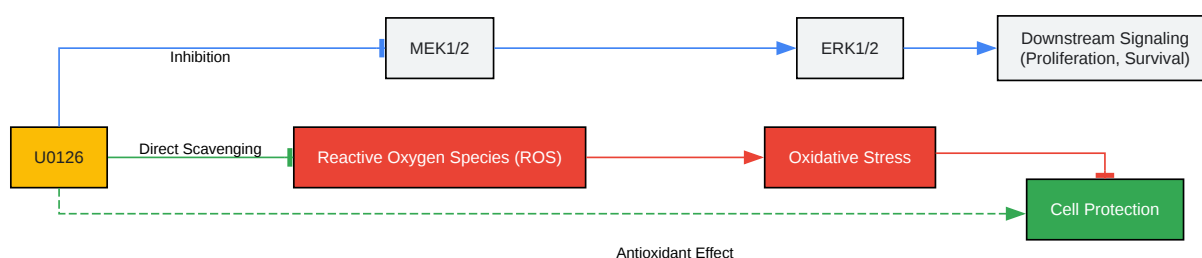 MEK1/2
ERK1/2
Downstream Signaling
(Proliferation, Survival)
Inhibition
U0126
Direct Scavenging
Reactive Oxygen Species (ROS)
Oxidative Stress
Cell Protection
Antioxidant Effect